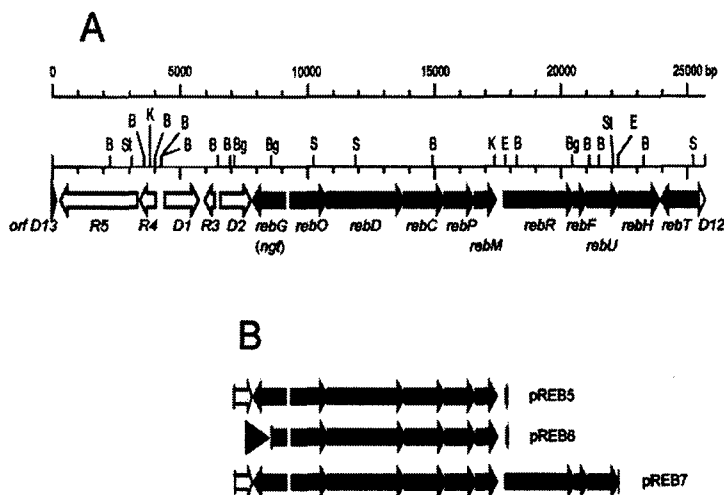 A
0 5000 10000 15000 20000 25000 bp
B K B B St E
B St B B B Bg Bg S S B K E B Bg B B B S
orf D13 R5 R4 D1 R3 D2 rebG rebO rebD rebC rebP rebR rebF rebH rebT D12
(ngt) rebM rebU
B
pREB5
pREB6
pREB7